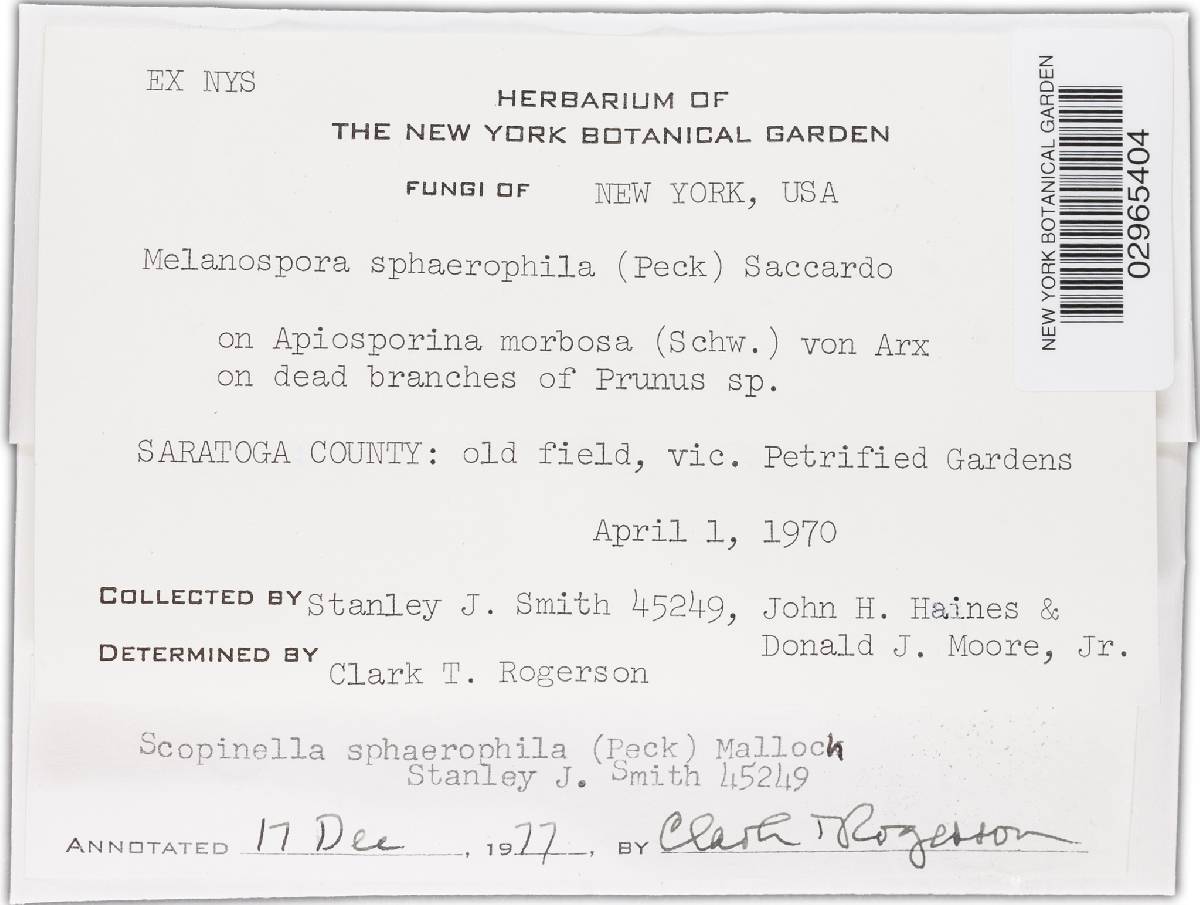 EX NYS
HERBARIUM OF
THE NEW YORK BOTANICAL GARDEN
FUNGI OF NEW YORK, USA
Melanospora sphaerophila (Peck) Saccardo
on Apiosporina morbosa (Schw.) von Arx
on dead branches of Prunus sp.
SARATOGA COUNTY: old field, vic. Petrified Gardens
April 1, 1970
COLLECTED BY Stanley J. Smith 45249, John H. Haines &
Donald J. Moore, Jr.
DETERMINED BY Clark T. Rogerson
Scopinella sphaerophila (Peck) Malloch
Stanley J. Smith 45249
ANNOTATED 17 Dec, 1977, BY Clark T Rogerson
NEW YORK BOTANICAL GARDEN
02965404